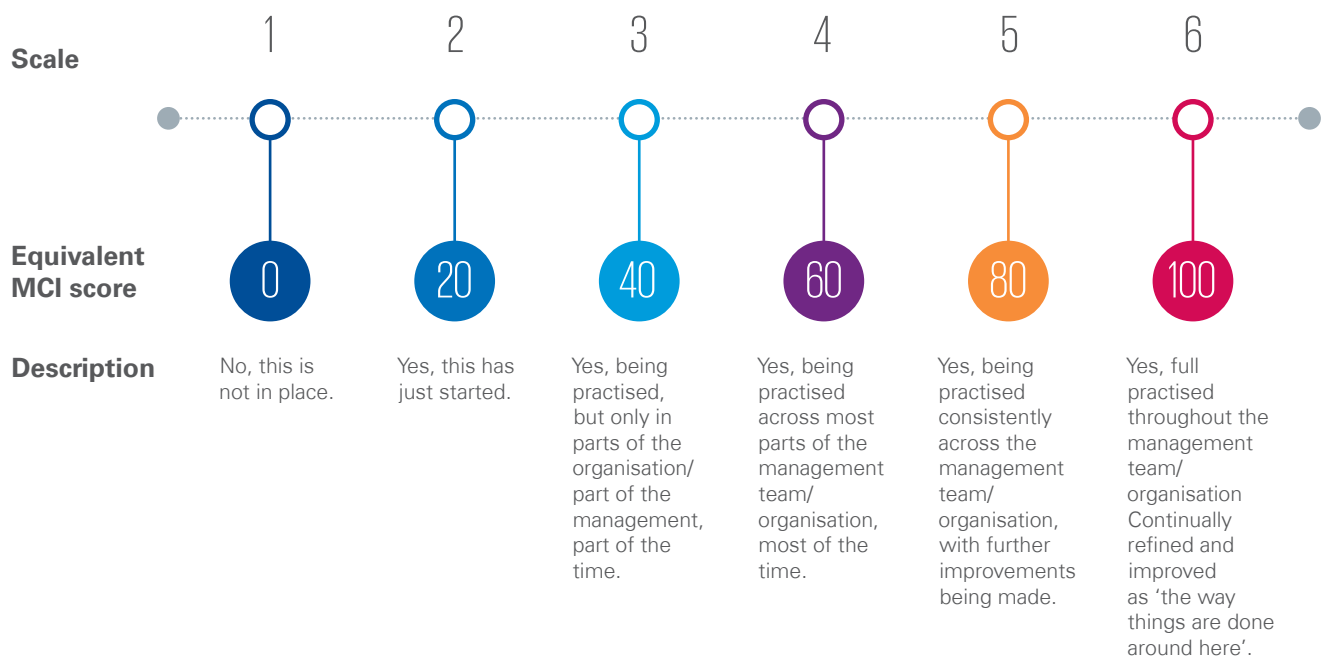 Scale
1
2
3
4
5
6
Equivalent
MCI score
0
20
40
60
80
100
Description
No, this is
not in place.
Yes, this has
just started.
Yes, being
practised,
but only in
parts of the
organisation/
part of the
management,
part of the
time.
Yes, being
practised
across most
parts of the
management
team/
organisation,
most of the
time.
Yes, being
practised
consistently
across the
management
team/
organisation,
with further
improvements
being made.
Yes, full
practised
throughout the
management
team/
organisation
Continually
refined and
improved
as ‘the way
things are done
around here’.